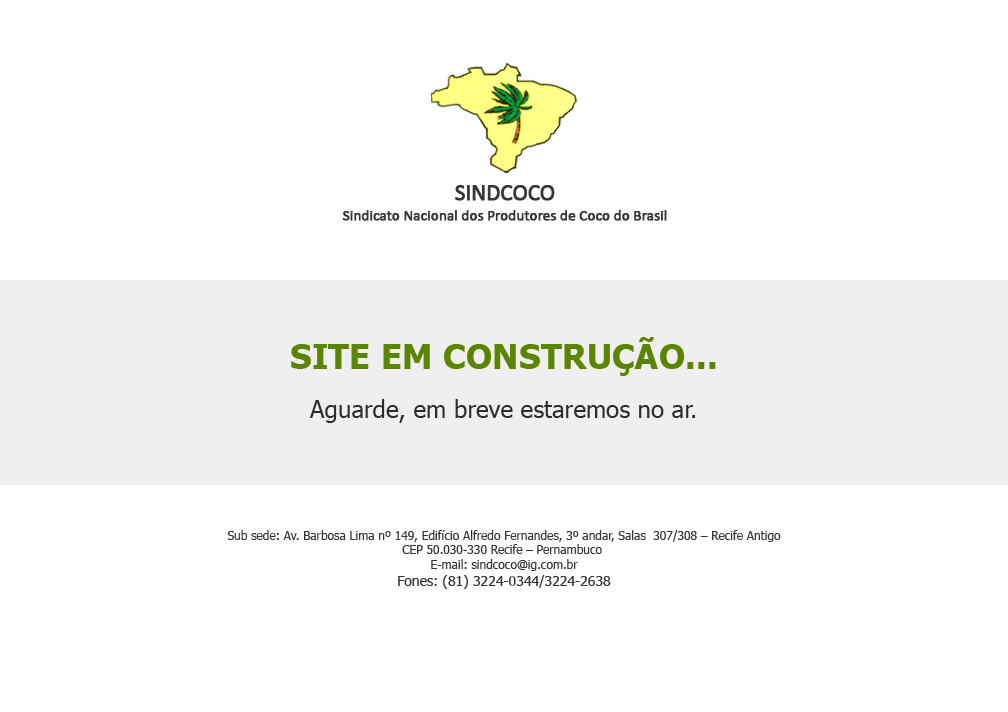 SINDCOCO
Sindicato Nacional dos Produtores de Coco do Brasil
SITE EM CONSTRUÇÃO...
Aguarde, em breve estaremos no ar.
Sub sede: Av. Barbosa Lima nº 149, Edifício Alfredo Fernandes, 3º andar, Salas  307/308 – Recife Antigo
CEP 50.030-330 Recife – Pernambuco
E-mail: sindcoco@ig.com.br
Fones: (81) 3224-0344/3224-2638